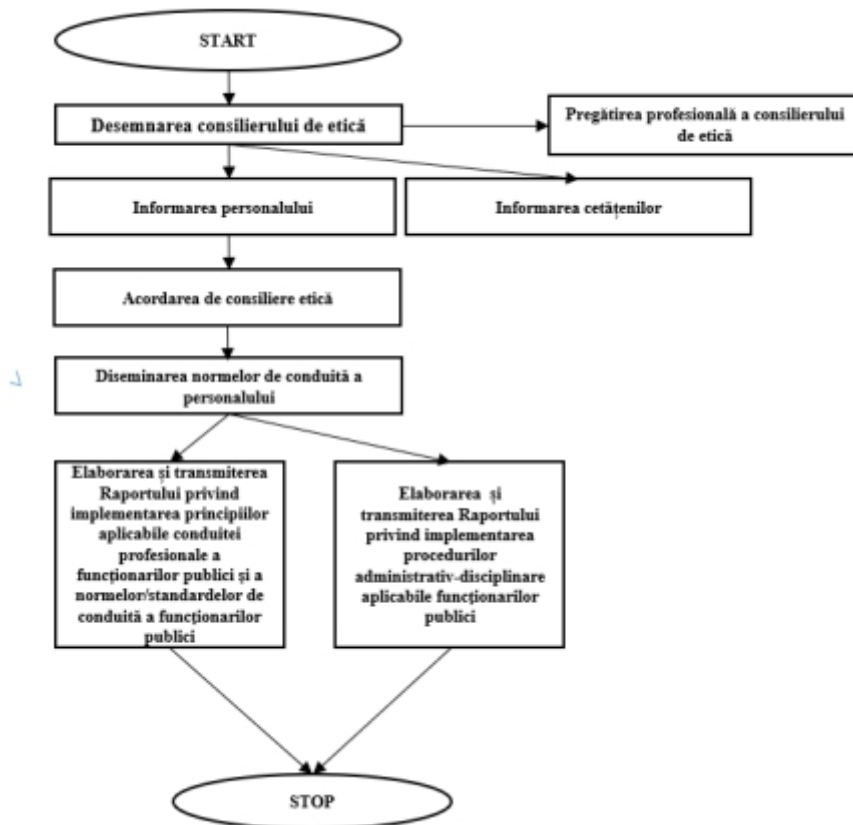 START
Desemnarea consilierului de etică
Pregătirea profesională a consilierului
de etică
Informarea personalului
Informarea cetățenilor
Acordarea de consiliere etică
Diseminarea normelor de conduită a
personalului
Elaborarea și transmiterea
Raportului privind
implementarea principiilor
aplicabile conduitei
profesionale a
funcționarilor publici și a
normelor/standardelor de
conduită a funcționarilor
publici
Elaborarea și
transmiterea Raportului
privind implementarea
procedurilor
administrativ-disciplinare
aplicabile funcționarilor
publici
STOP